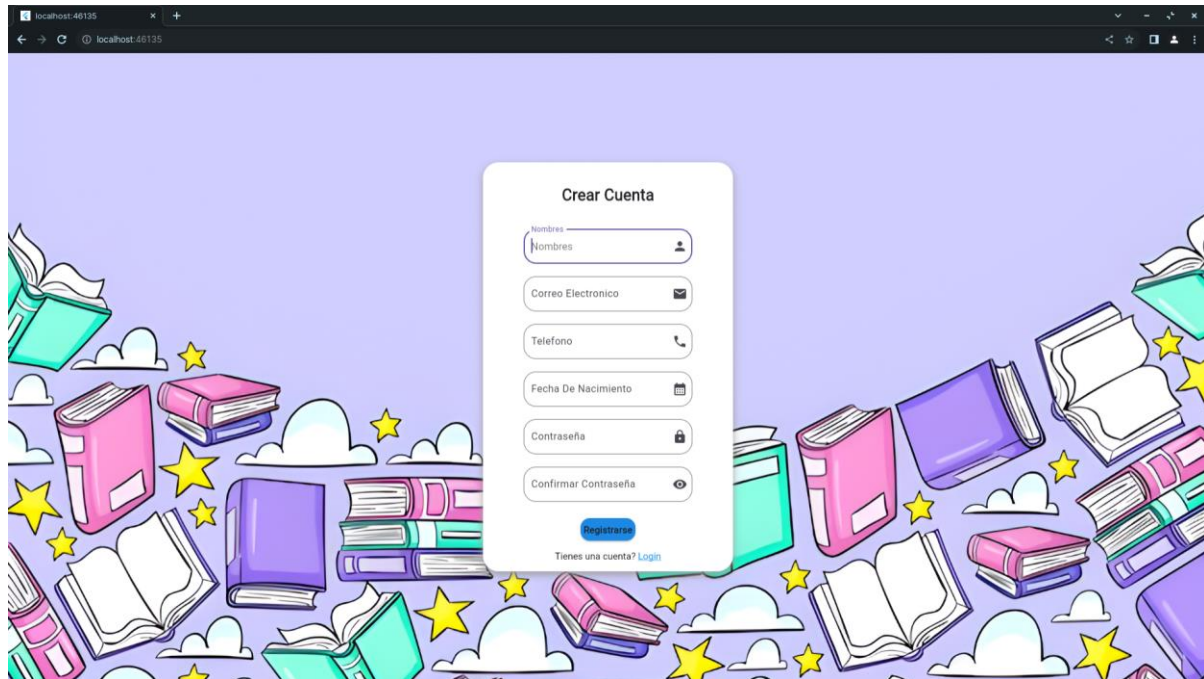 localhost:46135
localhost:46135
Crear Cuenta
Nombres
Nombres
Correo Electronico
Telefono
Fecha De Nacimiento
Contraseña
Confirmar Contraseña
Registrarse
Tienes una cuenta? Login